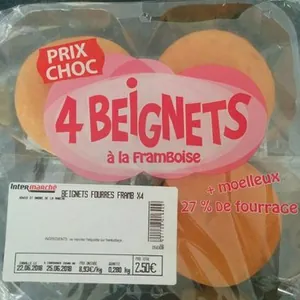 PRIX
CHOC
4 BEIGNETS
à la FramBoise
+ moelleux
27 % De fourrage
Intermarché
BEIGNETS FOURRES FRAMB X4
22.06.2018 25.06.2018 8,93€/kg 0,280 kg 2.50€